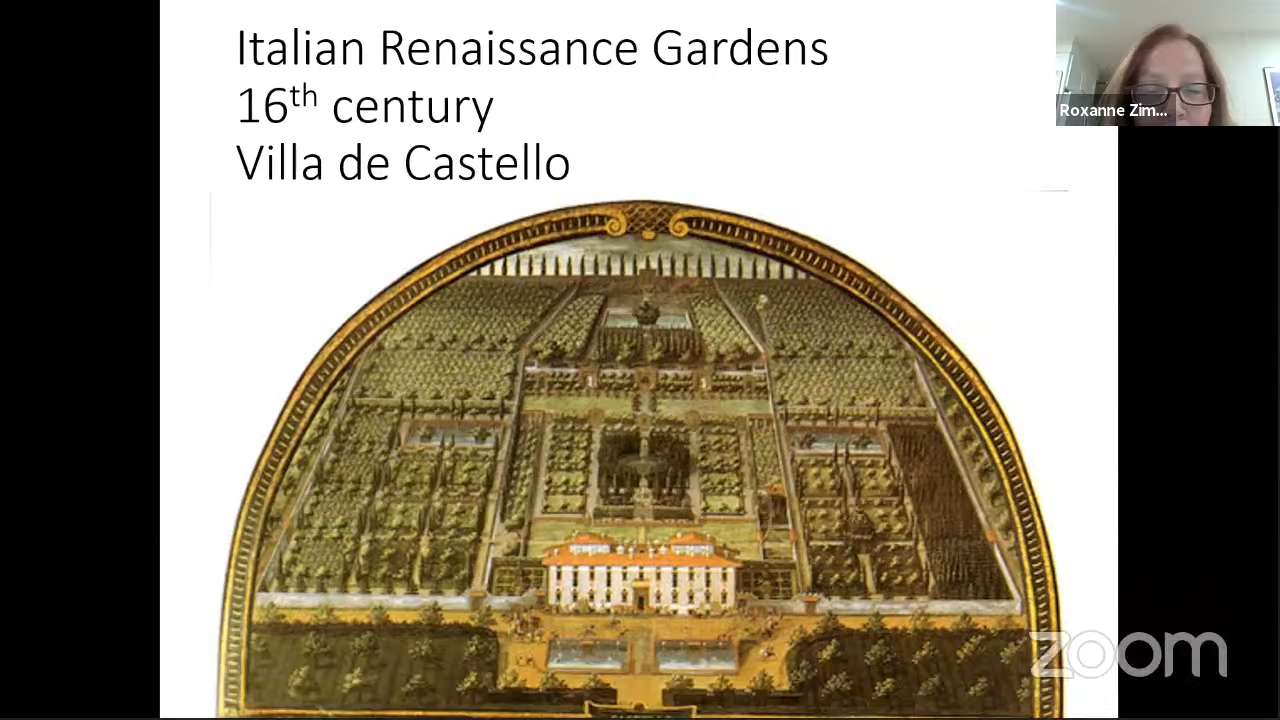 Italian Renaissance Gardens
16th century
Villa de Castello
Roxanne Zim...
zoom